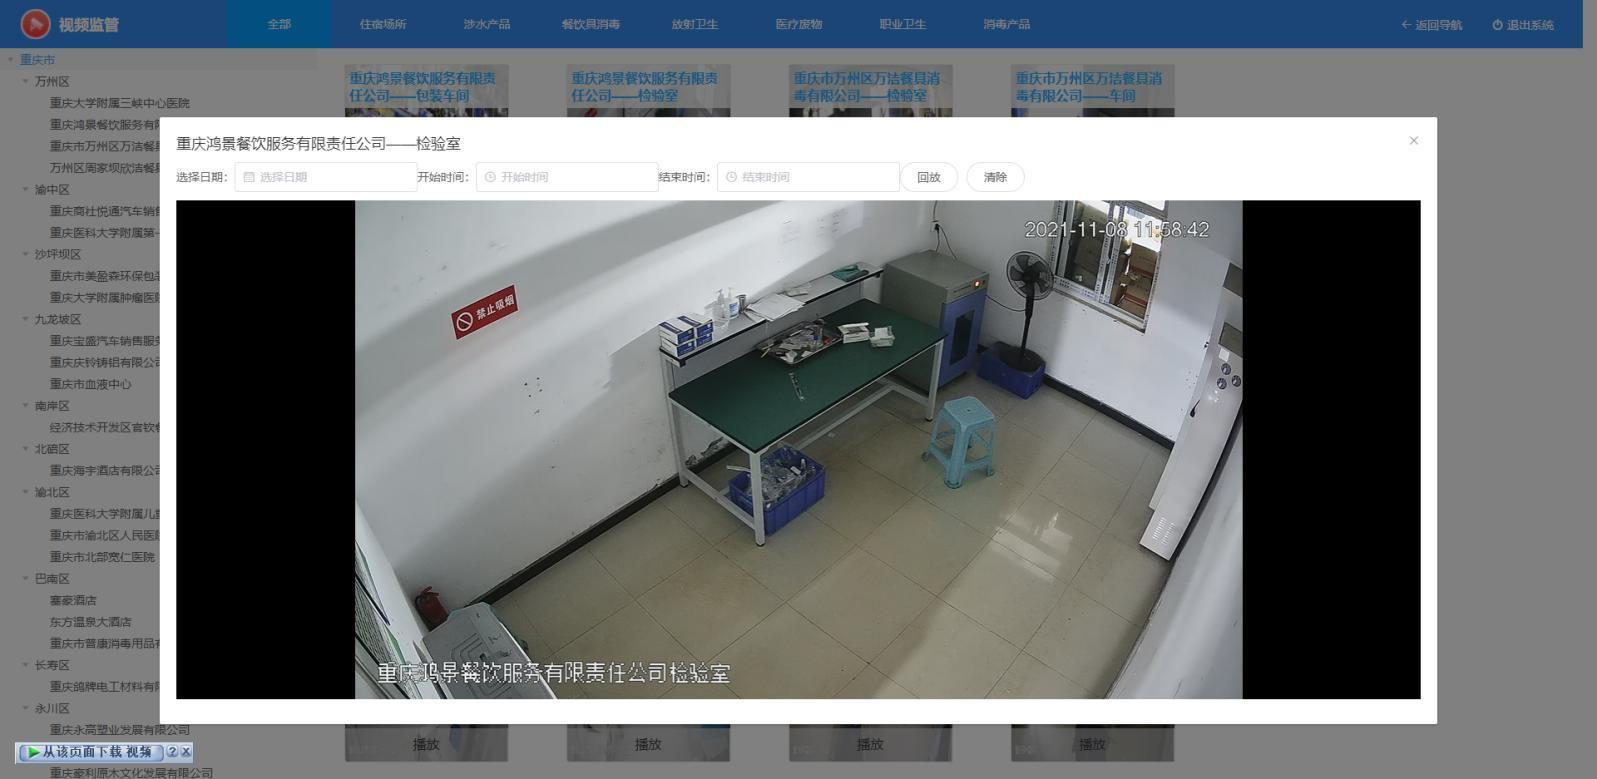 视频监管
全部
住宿场所
涉水产品
餐饮具消毒
放射卫生
医疗废物
职业卫生
消毒产品
返回导航
退出系统
重庆市
万州区
重庆大学附属三峡中心医院
重庆鸿景餐饮服务有限
重庆市万州区万洁餐具
万州区周家坝欣洁餐具
渝中区
重庆商社悦通汽车销售
重庆医科大学附属第一
沙坪坝区
重庆市美盈森环保包装
重庆大学附属肿瘤医院
九龙坡区
重庆宝盛汽车销售服务
重庆庆铃铸铝有限公司
重庆市血液中心
南岸区
经济技术开发区官钦餐
北碚区
重庆海宇酒店有限公司
渝北区
重庆医科大学附属儿童
重庆市渝北区人民医院
重庆市北部宽仁医院
巴南区
塞豪酒店
东方温泉大酒店
重庆市普康消毒用品有
长寿区
重庆鸽牌电工材料有限
永川区
重庆永高塑业发展有限公司
从该页面下载 视频
重庆豪利原木文化发展有限公司
重庆鸿景餐饮服务有限责
任公司——包装车间
重庆鸿景餐饮服务有限责
任公司——检验室
重庆市万州区万洁餐具消
毒有限公司——检验室
重庆市万州区万洁餐具消
毒有限公司——车间
重庆鸿景餐饮服务有限责任公司——检验室
选择日期：
选择日期
开始时间：
开始时间
结束时间：
结束时间
回放
清除
2021-11-08 11:58:42
禁止吸烟
重庆鸿景餐饮服务有限责任公司检验室
播放
播放
播放
播放